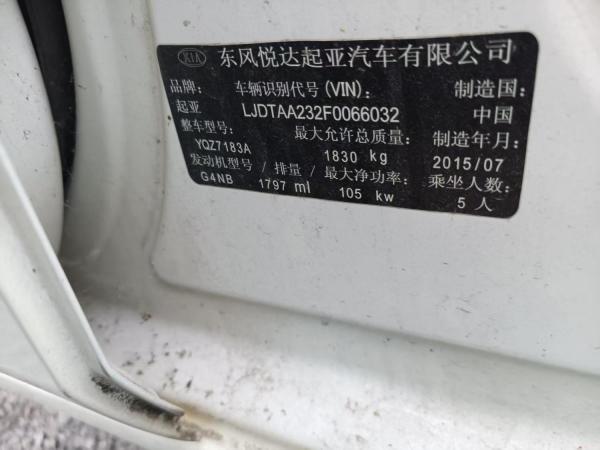 KIA 东风悦达起亚汽车有限公司
品牌: 车辆识别代号(VIN): 制造国:
起亚 LJDTAA232F0066032 中国
整车型号: 最大允许总质量: 制造年月:
YQZ7183A 1830 kg 2015/07
发动机型号/排量/最大净功率: 乘坐人数:
G4NB 1797 ml 105 kw 5 人